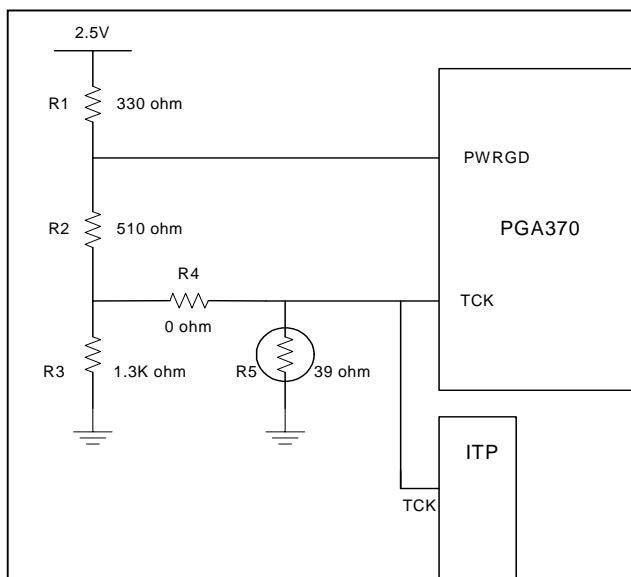 2.5V
R1 330 ohm
PWRGD
R2 510 ohm
PGA370
R4
TCK
0 ohm
R3 1.3K ohm
R5 39 ohm
ITP
TCK